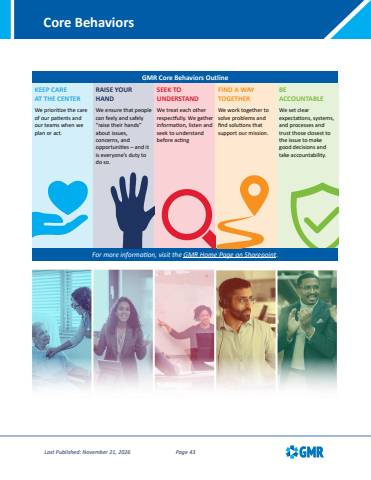 Core Behaviors
GMR Core Behaviors Outline
KEEP CARE
AT THE CENTER
We prioritize the care
of our patients and
our teams when we
plan or act.
RAISE YOUR
HAND
We ensure that people
can feely and safely
"raise their hands"
about issues,
concerns, and
opportunities – and it
is everyone's duty to
do so.
SEEK TO
UNDERSTAND
We treat each other
respectfully. We gather
information, listen and
seek to understand
before acting
FIND A WAY
TOGETHER
We work together to
solve problems and
find solutions that
support our mission.
BE
ACCOUNTABLE
We set clear
expectations, systems,
and processes and
trust those closest to
the issue to make
good decisions and
take accountability.
For more information, visit the GMR Home Page on Sharepoint.
Last Published: November 21, 2026
Page 43
GMR